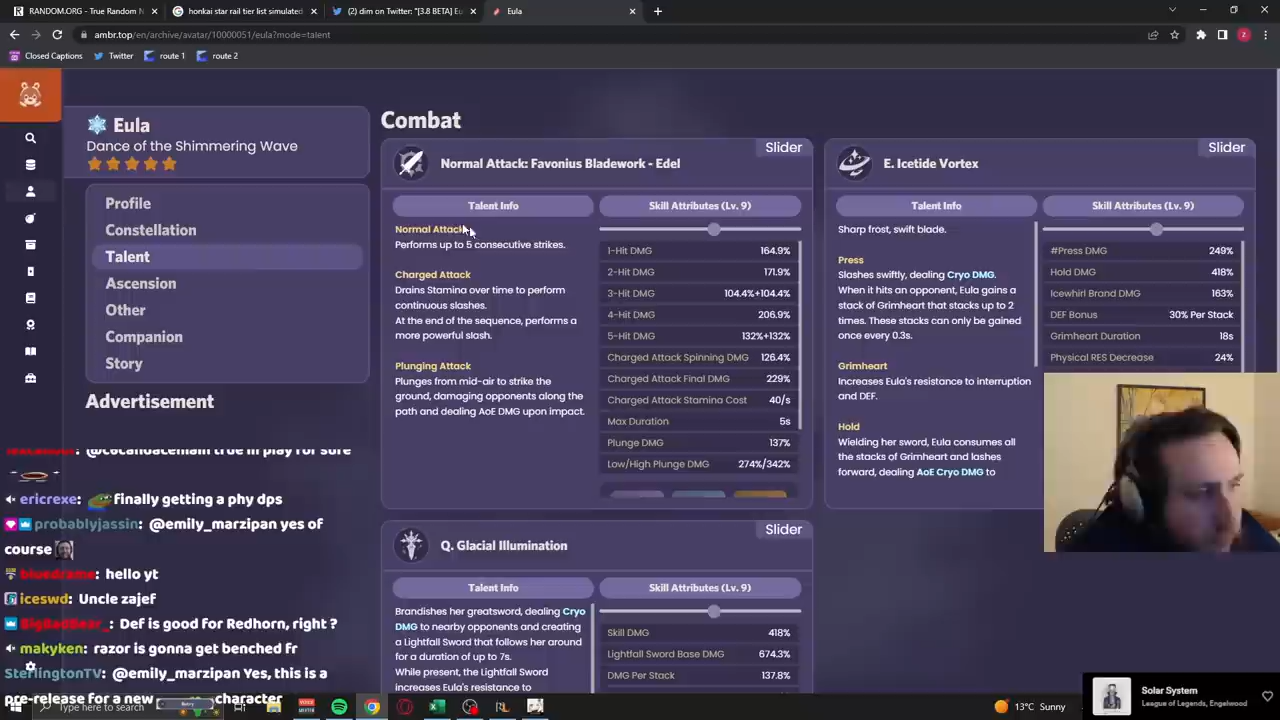 RANDOM.ORG - True Random N
honkai star rail tier list simulated
(2) dim on Twitter: "[3.8 BETA] Eu
Eula
ambr.top/en/archive/avatar/10000051/eula?mode=talent
Closed Captions
Twitter
route 1
route 2
Eula
Dance of the Shimmering Wave
Profile
Constellation
Talent
Ascension
Other
Companion
Story
Advertisement
Combat
Slider
Normal Attack: Favonius Bladework - Edel
Talent Info
Skill Attributes (Lv. 9)
Normal Attack
Performs up to 5 consecutive strikes.
Charged Attack
Drains Stamina over time to perform
continuous slashes.
At the end of the sequence, performs a
more powerful slash.
Plunging Attack
Plunges from mid-air to strike the
ground, damaging opponents along the
path and dealing AoE DMG upon impact.
1-Hit DMG 164.9%
2-Hit DMG 171.9%
3-Hit DMG 104.4%+104.4%
4-Hit DMG 206.9%
5-Hit DMG 132%+132%
Charged Attack Spinning DMG 126.4%
Charged Attack Final DMG 229%
Charged Attack Stamina Cost 40/s
Max Duration 5s
Plunge DMG 137%
Low/High Plunge DMG 274%/342%
Slider
E. Icetide Vortex
Talent Info
Skill Attributes (Lv. 9)
Sharp frost, swift blade.
Press
Slashes swiftly, dealing Cryo DMG.
When it hits an opponent, Eula gains a
stack of Grimheart that stacks up to 2
times. These stacks can only be gained
once every 0.3s.
Grimheart
Increases Eula's resistance to interruption
and DEF.
Hold
Wielding her sword, Eula consumes all
the stacks of Grimheart and lashes
forward, dealing AoE Cryo DMG to
#Press DMG 249%
Hold DMG 418%
Icewhirl Brand DMG 163%
DEF Bonus 30% Per Stack
Grimheart Duration 18s
Physical RES Decrease 24%
Slider
Q. Glacial Illumination
Talent Info
Skill Attributes (Lv. 9)
Brandishes her greatsword, dealing Cryo
DMG to nearby opponents and creating
a Lightfall Sword that follows her around
for a duration of up to 7s.
While present, the Lightfall Sword
increases Eula's resistance to
Skill DMG 418%
Lightfall Sword Base DMG 674.3%
DMG Per Stack 137.8%
true in play for sure
ericrexe: finally getting a phy dps
probablyjassin: @emily_marzipan yes of
course
bluedrama: hello yt
iceswd: Uncle zajef
BigBadBear_: Def is good for Redhorn, right ?
makyken: razor is gonna get benched fr
SterlingtonTV: @emily_marzipan Yes, this is a
pre-release for a new character
Type here to search
13°C Sunny
Solar System
League of Legends, Engelwood